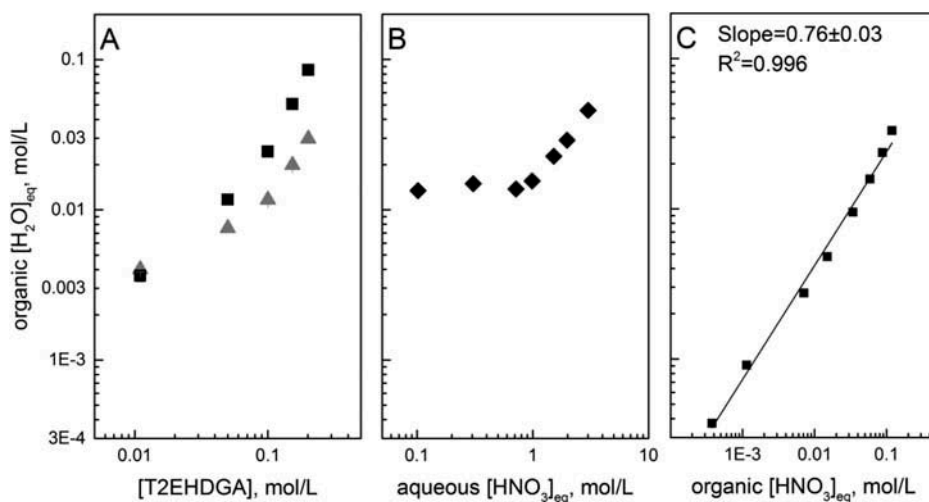 A
B
C
Slope=0.76±0.03
R²=0.996
organic [H₂O]eq, mol/L
0.1
0.03
0.01
0.003
1E-3
3E-4
0.01 0.1
0.1 1 10
1E-3 0.01 0.1
[T2EHDGA], mol/L
aqueous [HNO₃]eq, mol/L
organic [HNO₃]eq, mol/L